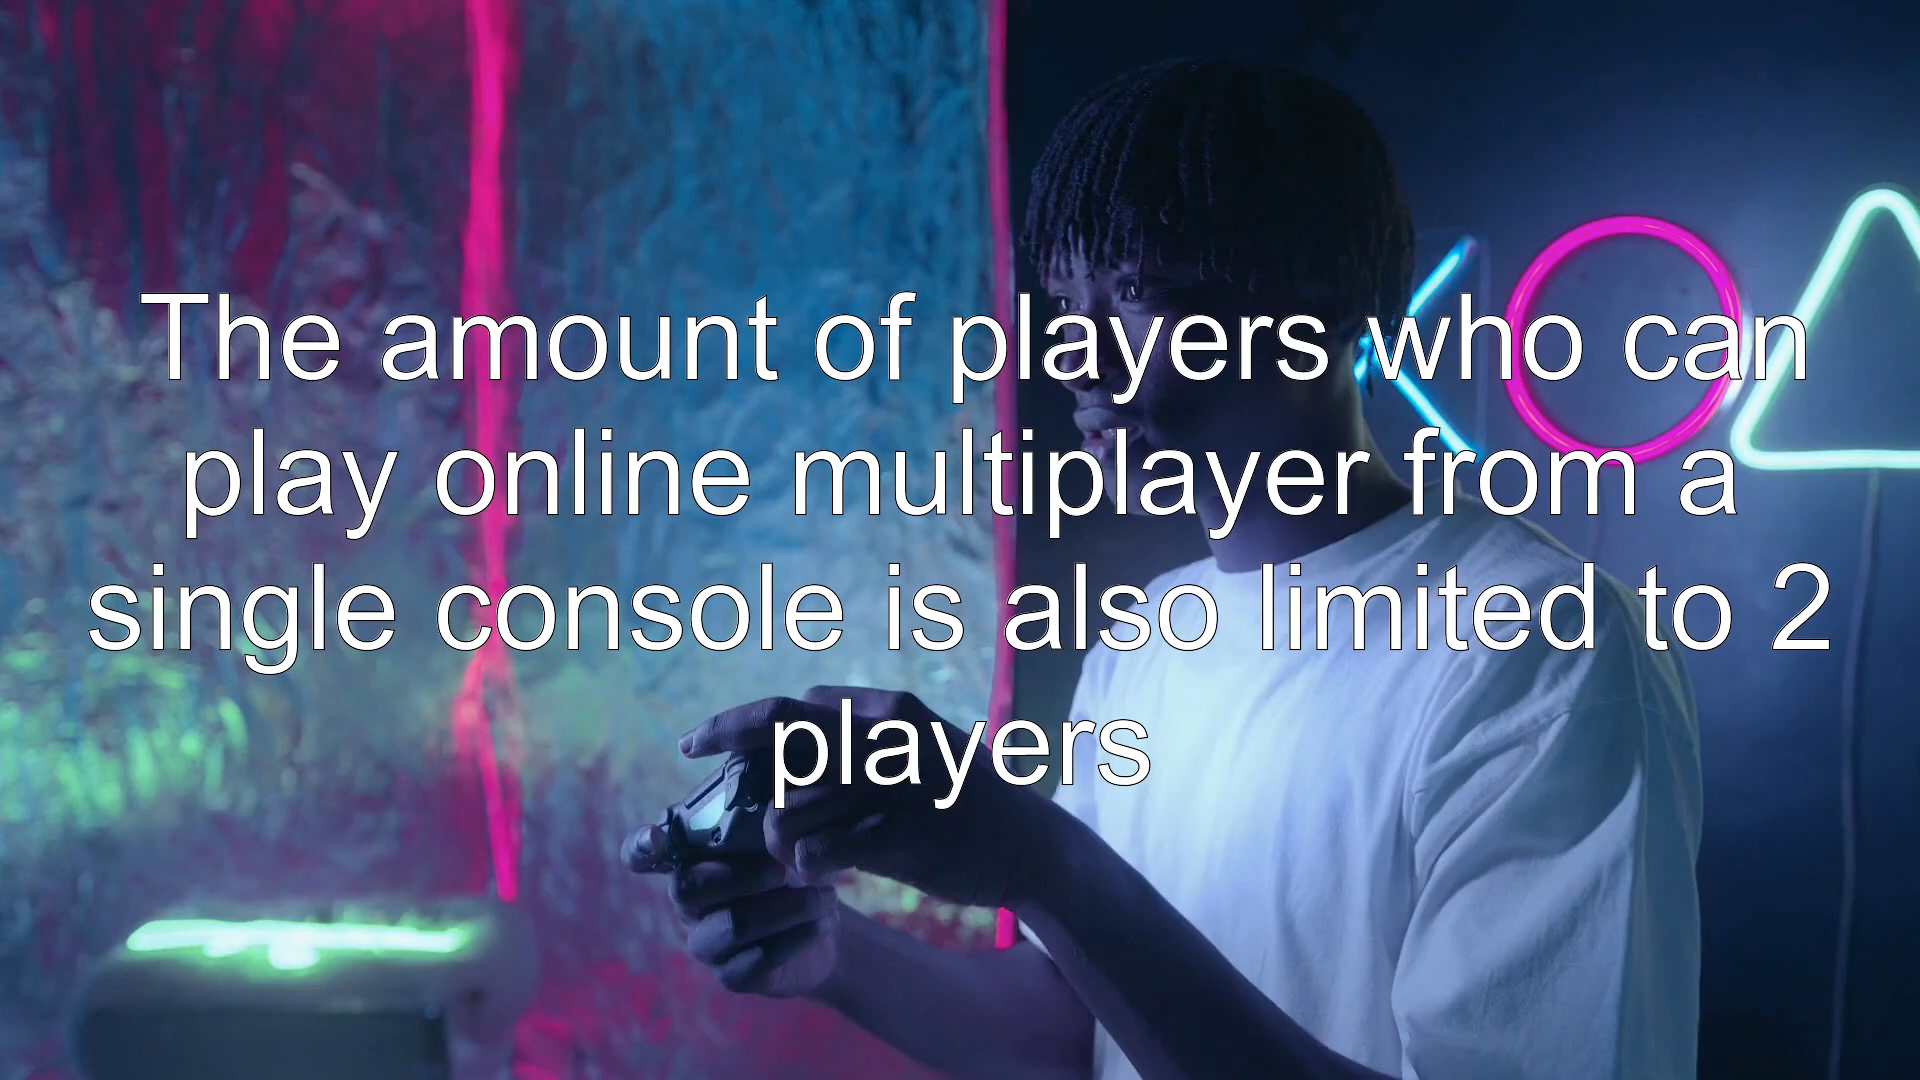 The amount of players who can
play online multiplayer from a
single console is also limited to 2
players